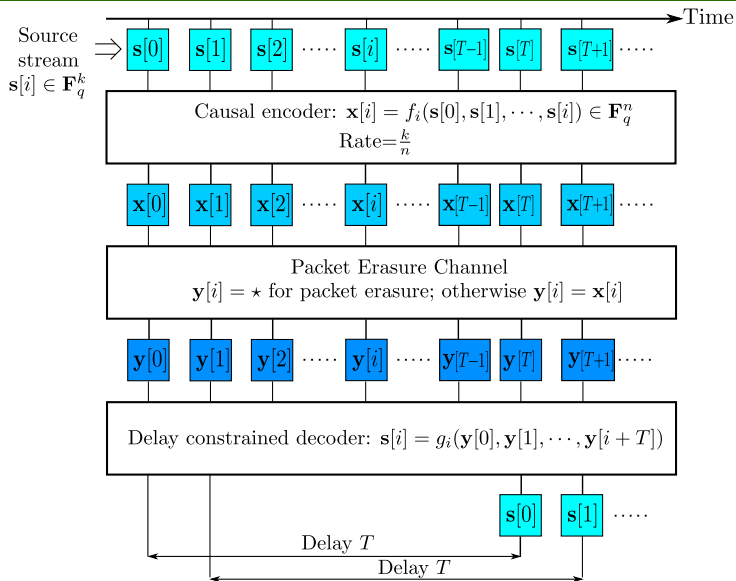 Time
Source
stream
s[i] ∈ F_q^k
⇒ s[0] s[1] s[2] ····· s[i] ····· s[T−1] s[T] s[T+1] ·····
Causal encoder: x[i] = f_i(s[0], s[1], ··· , s[i]) ∈ F_q^n
Rate=k/n
x[0] x[1] x[2] ····· x[i] ····· x[T−1] x[T] x[T+1] ·····
Packet Erasure Channel
y[i] = ⋆ for packet erasure; otherwise y[i] = x[i]
y[0] y[1] y[2] ····· y[i] ····· y[T−1] y[T] y[T+1] ·····
Delay constrained decoder: s[i] = g_i(y[0], y[1], ··· , y[i + T])
s[0] s[1] ·····
Delay T
Delay T